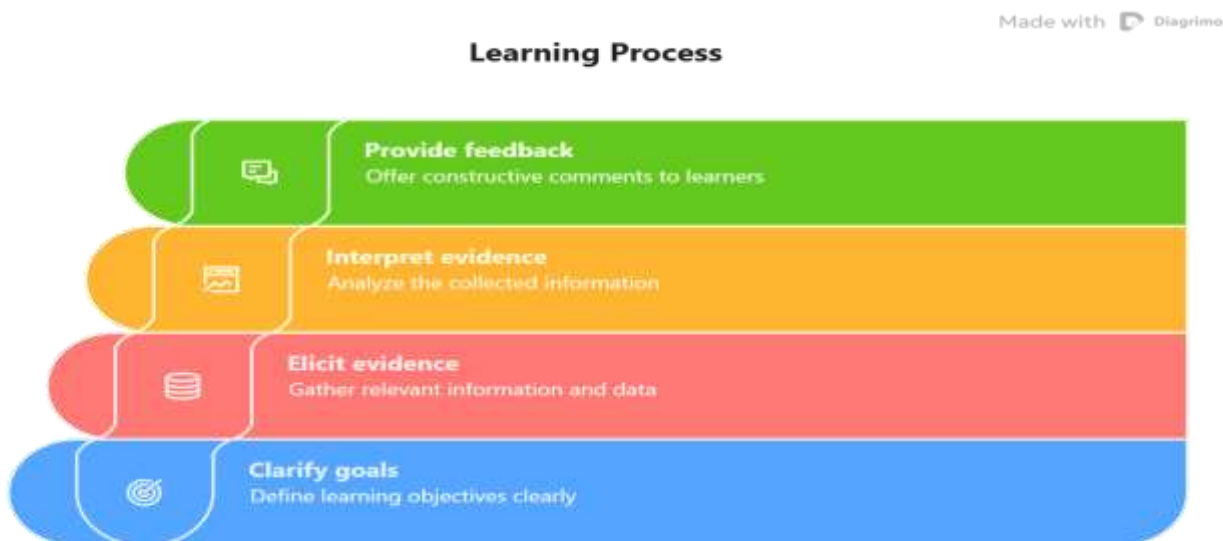 Made with Diagrimo
Learning Process
Provide feedback
Offer constructive comments to learners
Interpret evidence
Analyze the collected information
Elicit evidence
Gather relevant information and data
Clarify goals
Define learning objectives clearly